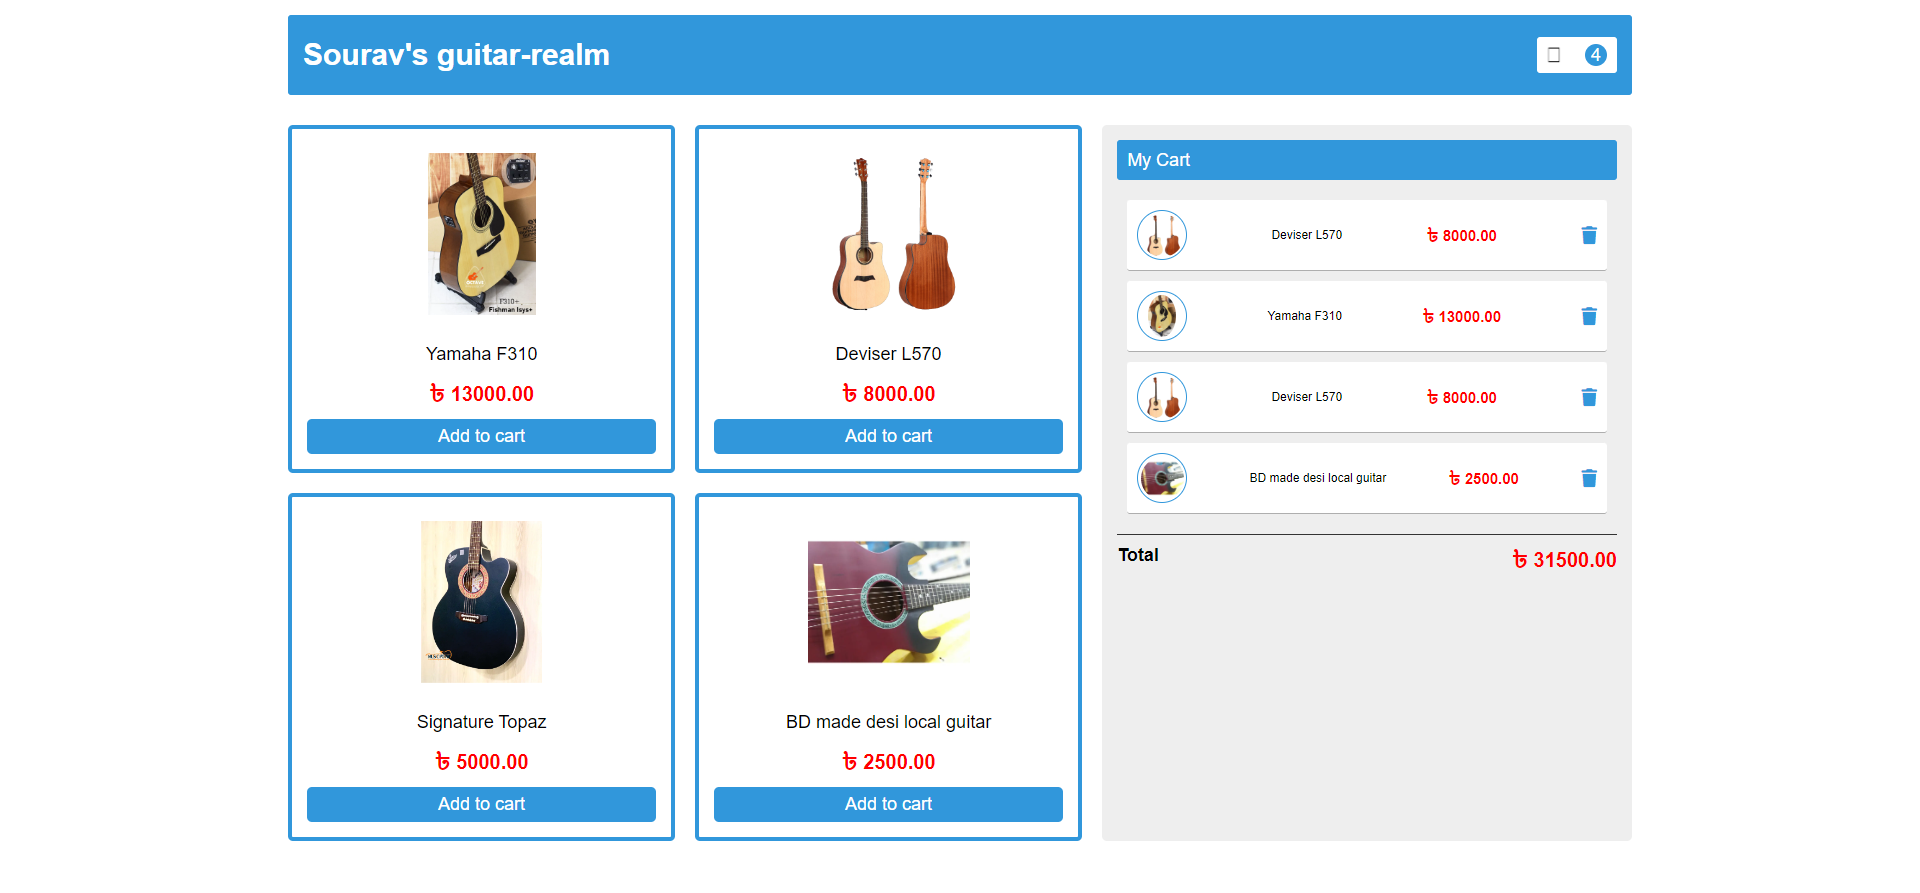 Sourav's guitar-realm
4
F310+
Fishman Isys+
Yamaha F310
৳ 13000.00
Add to cart
Deviser L570
৳ 8000.00
Add to cart
Signature Topaz
৳ 5000.00
Add to cart
BD made desi local guitar
৳ 2500.00
Add to cart
My Cart
Deviser L570
৳ 8000.00
Yamaha F310
৳ 13000.00
Deviser L570
৳ 8000.00
BD made desi local guitar
৳ 2500.00
Total
৳ 31500.00